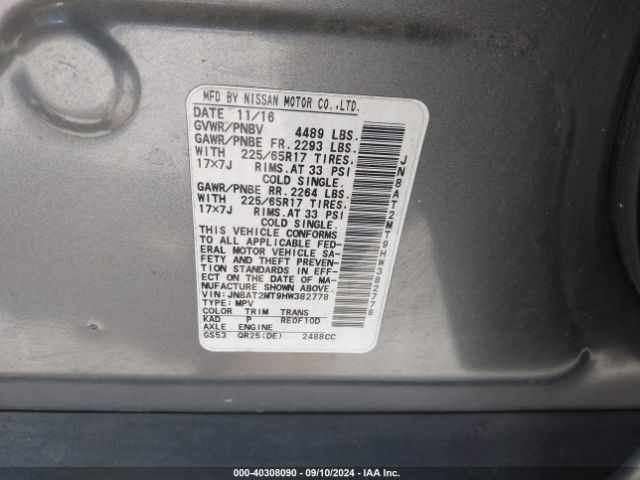 MFD BY NISSAN MOTOR CO.,LTD.
DATE 11/16
GVWR/PNBV 4489 LBS.
GAWR/PNBE FR. 2293 LBS.
WITH 225/65R17 TIRES.
17×7J RIMS.AT 33 PSI
COLD SINGLE.
GAWR/PNBE RR. 2264 LBS.
WITH 225/65R17 TIRES.
17×7J RIMS.AT 33 PSI
COLD SINGLE.
THIS VEHICLE CONFORMS
TO ALL APPLICABLE FED-
ERAL MOTOR VEHICLE SA-
FETY AND THEFT PREVEN-
TION STANDARDS IN EFF-
ECT ON THE DATE OF MA-
NUFACTURE SHOWN ABOVE.
VIN: JN8AT2MT9HW382778
TYPE: MPV
COLOR TRIM TRANS
KAD P RE0F10D
AXLE ENGINE
GS53 QR25(DE) 2488CC
JN8AT2MT9HW382778
000-40308090 - 09/10/2024 - IAA Inc.